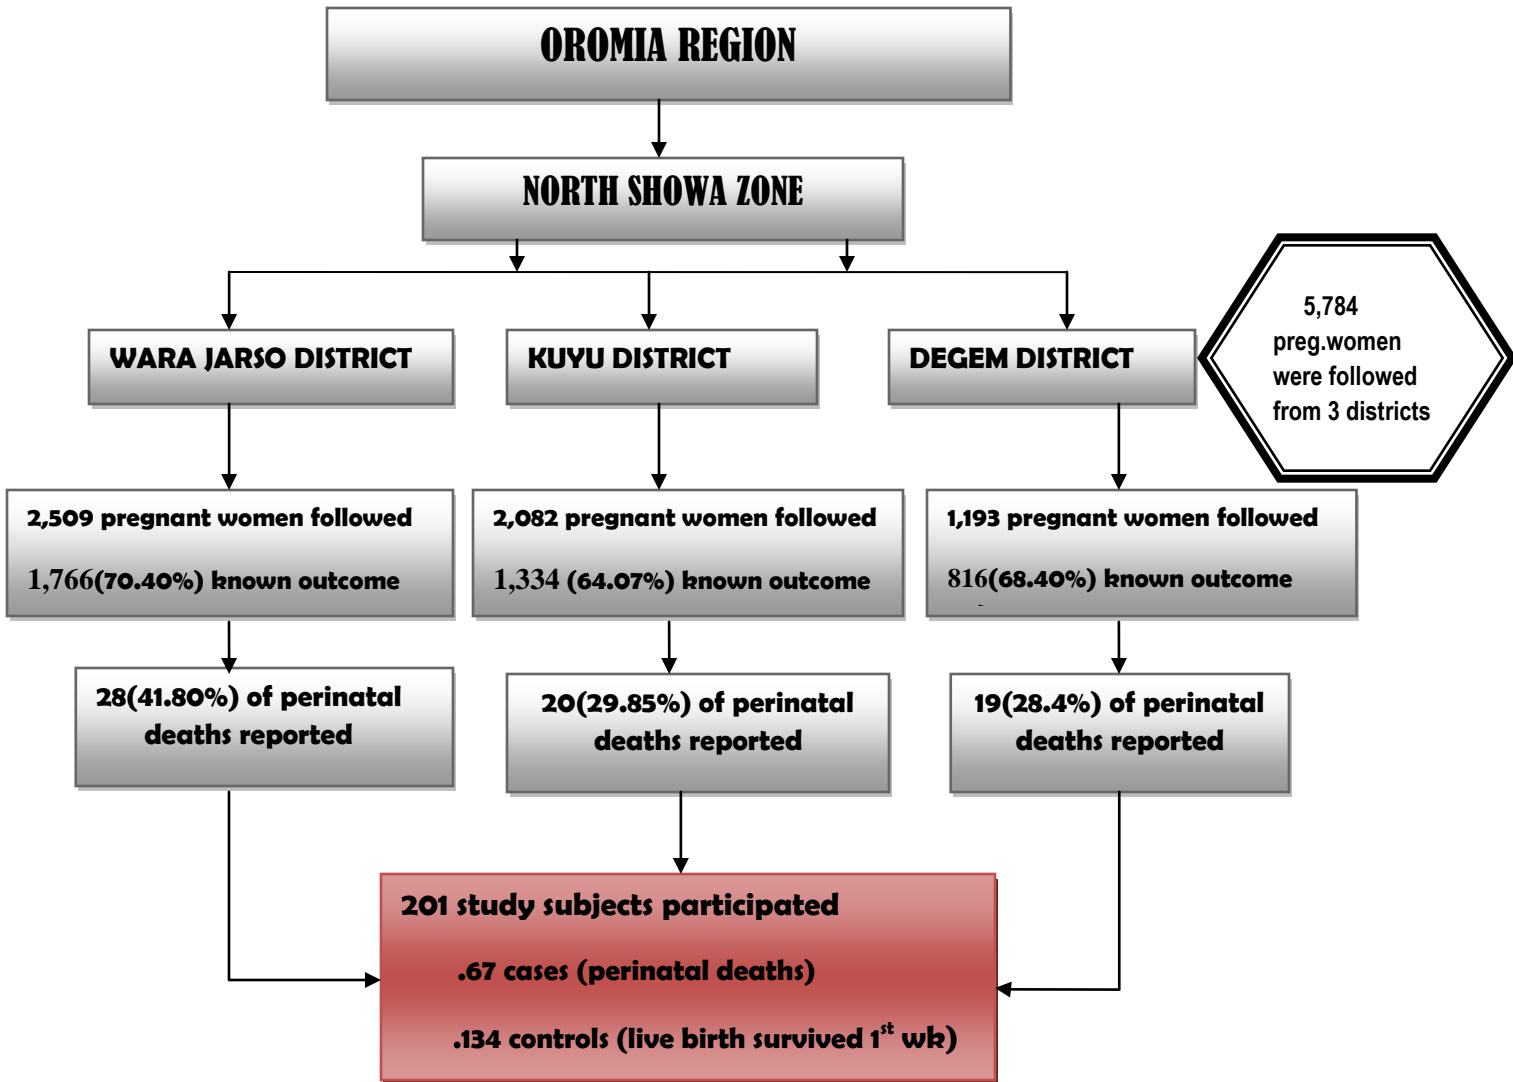 OROMIA REGION
NORTH SHOWA ZONE
WARA JARSO DISTRICT
KUYU DISTRICT
DEGEM DISTRICT
5,784
preg.women
were followed
from 3 districts
2,509 pregnant women followed
1,766(70.40%) known outcome
2,082 pregnant women followed
1,334 (64.07%) known outcome
1,193 pregnant women followed
816(68.40%) known outcome
28(41.80%) of perinatal
deaths reported
20(29.85%) of perinatal
deaths reported
19(28.4%) of perinatal
deaths reported
201 study subjects participated
.67 cases (perinatal deaths)
.134 controls (live birth survived 1st wk)